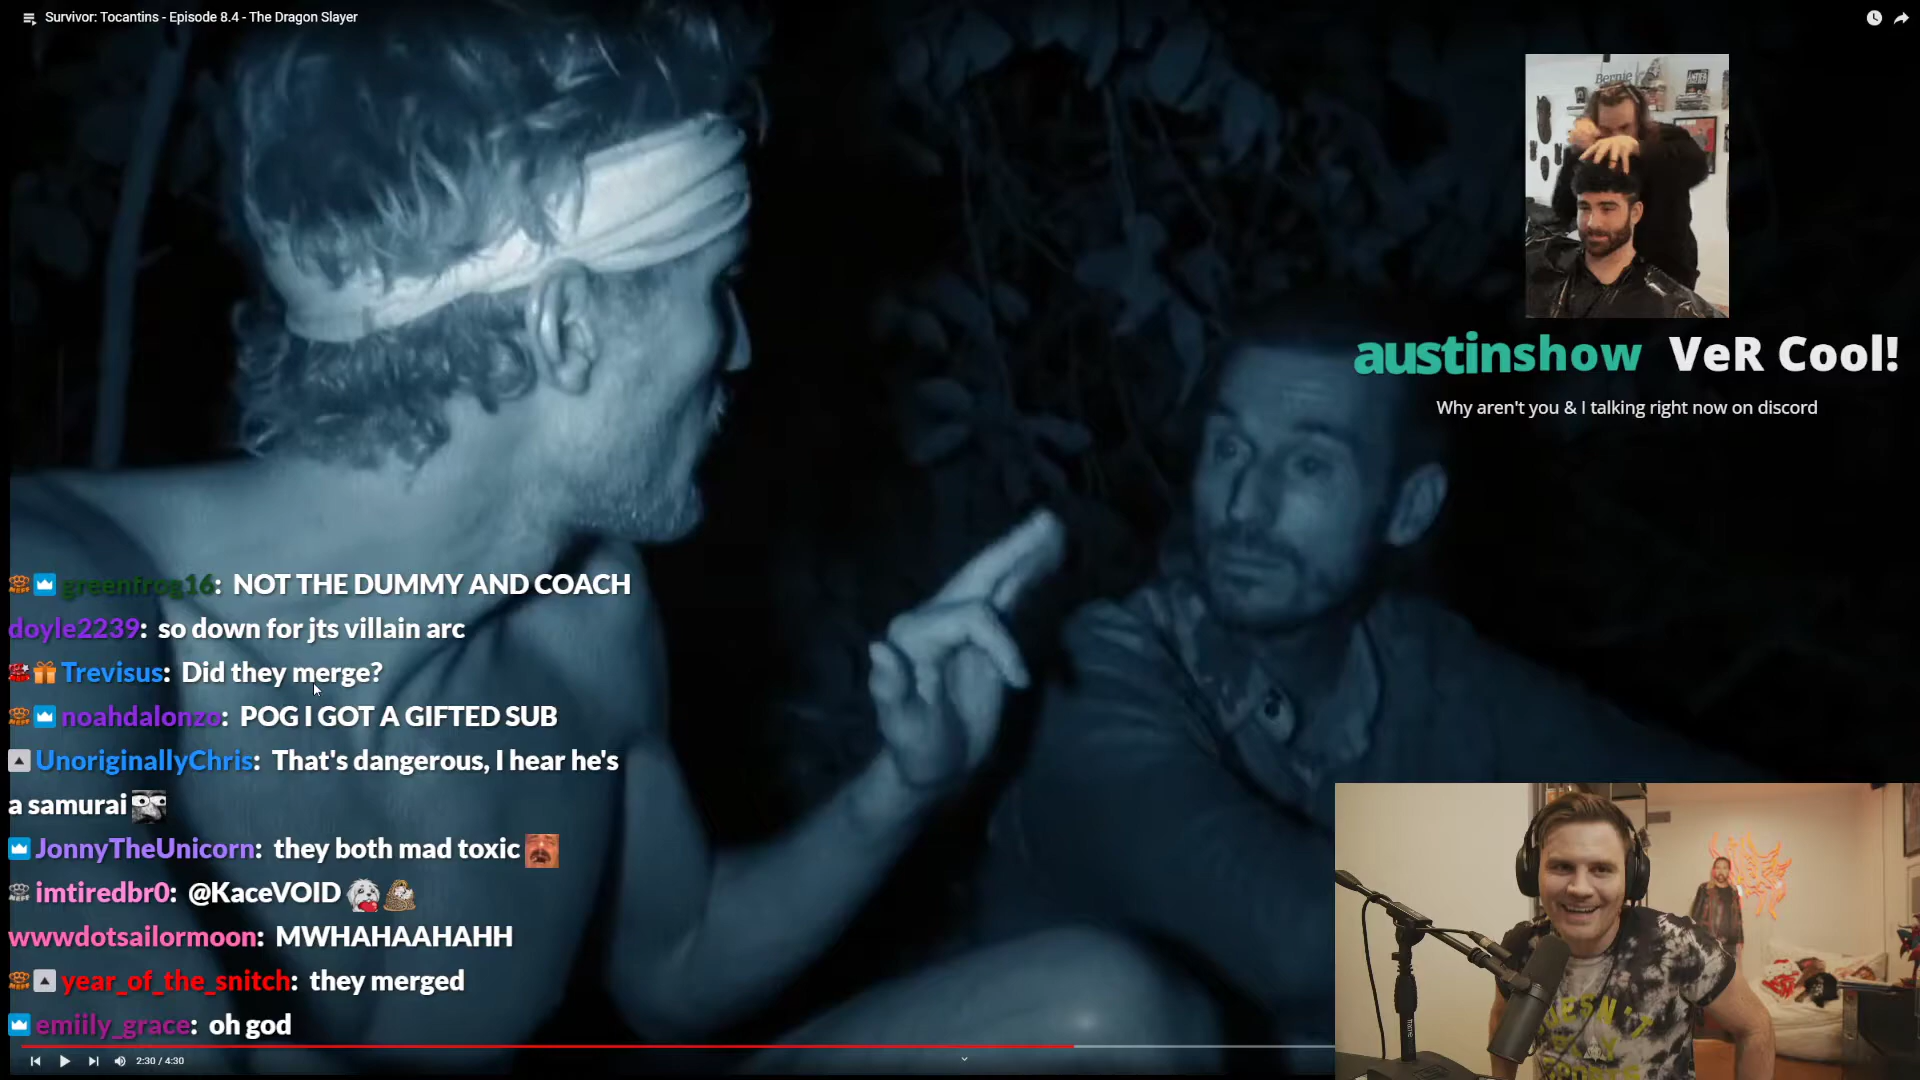 Survivor: Tocantins - Episode 8.4 - The Dragon Slayer
Bernie
austinshow VeR Cool!
Why aren't you & I talking right now on discord
greenfrog16: NOT THE DUMMY AND COACH
doyle2239: so down for jts villain arc
Trevisus: Did they merge?
noahdalonzo: POG I GOT A GIFTED SUB
UnoriginallyChris: That's dangerous, I hear he's
a samurai
JonnyTheUnicorn: they both mad toxic
imtiredbr0: @KaceVOID
wwwdotsailormoon: MWHAHAAHAHH
year_of_the_snitch: they merged
emiily_grace: oh god
2:30 / 4:30